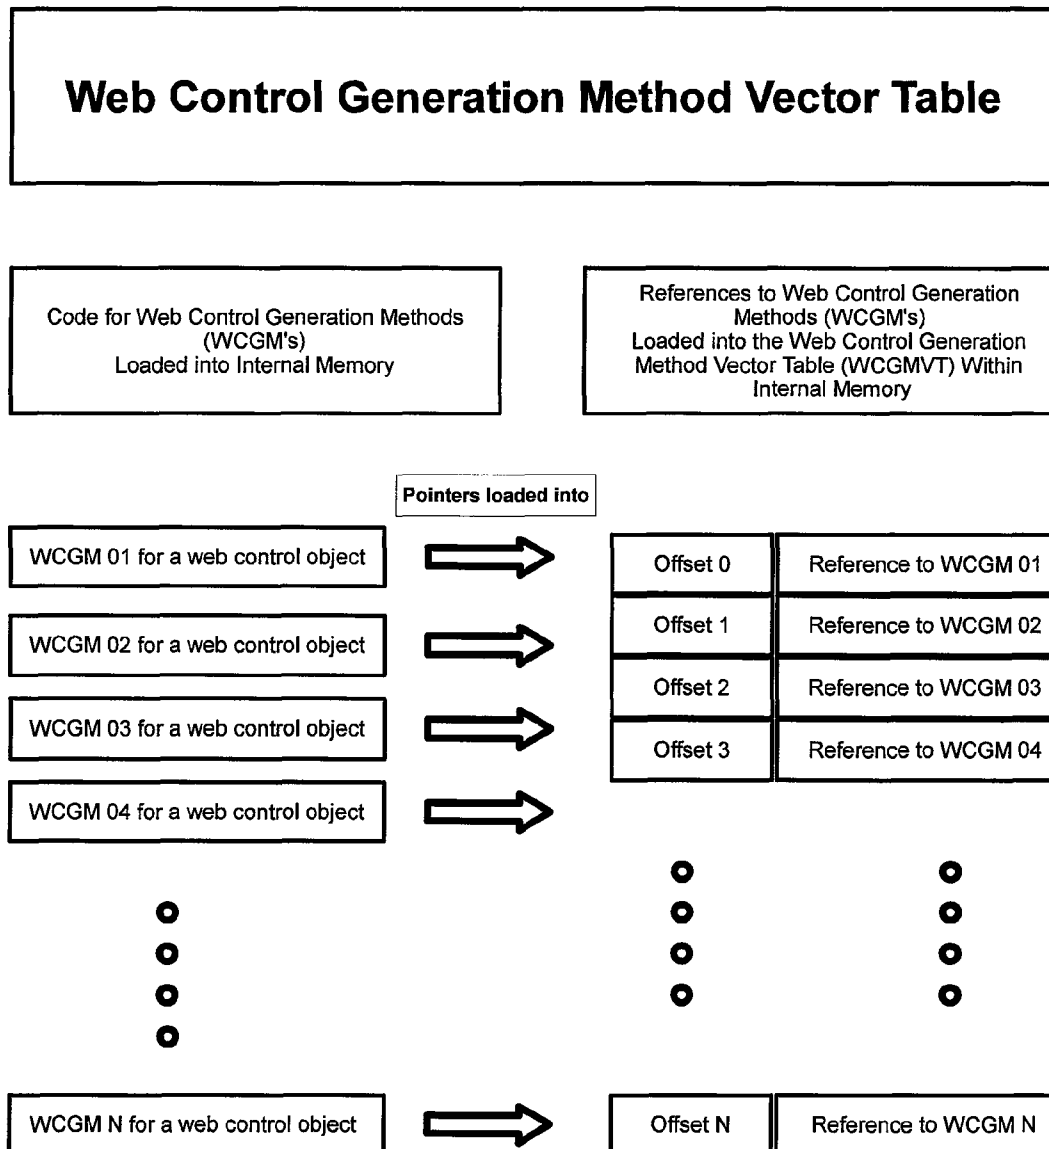 Web Control Generation Method Vector Table
Code for Web Control Generation Methods
(WCGM's)
Loaded into Internal Memory
References to Web Control Generation
Methods (WCGM's)
Loaded into the Web Control Generation
Method Vector Table (WCGMVT) Within
Internal Memory
Pointers loaded into
WCGM 01 for a web control object
Offset 0
Reference to WCGM 01
WCGM 02 for a web control object
Offset 1
Reference to WCGM 02
WCGM 03 for a web control object
Offset 2
Reference to WCGM 03
WCGM 04 for a web control object
Offset 3
Reference to WCGM 04
WCGM N for a web control object
Offset N
Reference to WCGM N